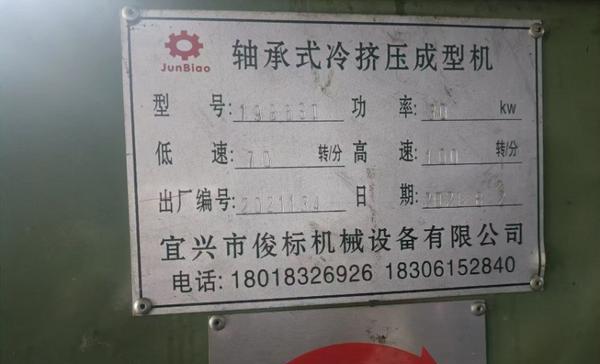 JunBiao
轴承式冷挤压成型机
型 号: 功 率: kw
低 速: 70 转/分 高 速: 100 转/分
出厂编号: 日 期:
宜兴市俊标机械设备有限公司
电话: 18018326926 18306152840